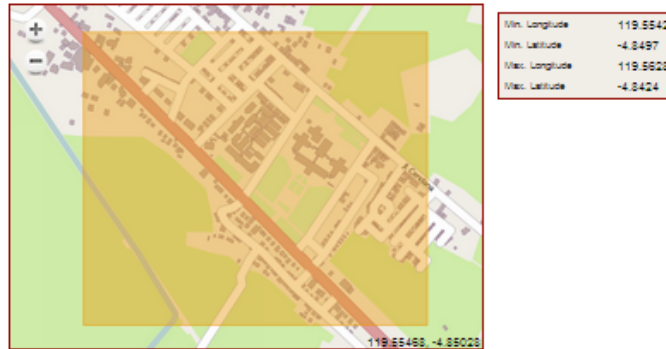 +
−
Min. Longitude 119.5542
Min. Latitude -4.8497
Max. Longitude 119.5628
Max. Latitude -4.8424
119.55468, -4.85028